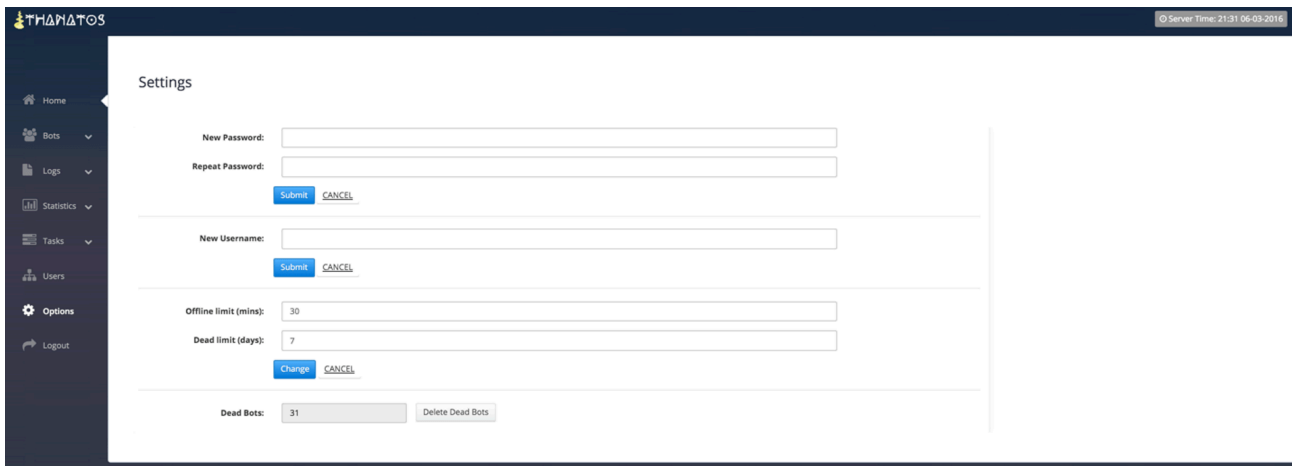 THANATOS
Server Time: 21:31 06-03-2016
Settings
Home
Bots
Logs
Statistics
Tasks
Users
Options
Logout
New Password:
Repeat Password:
Submit CANCEL
New Username:
Submit CANCEL
Offline limit (mins): 30
Dead limit (days): 7
Change CANCEL
Dead Bots: 31 Delete Dead Bots